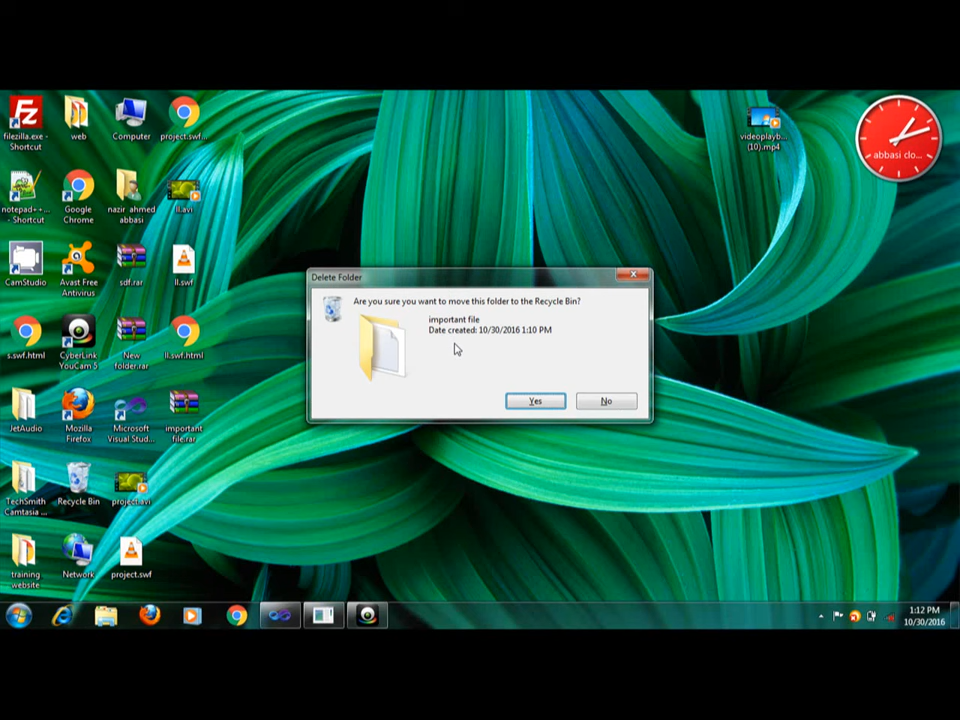 filezilla.exe -
Shortcut
web
Computer
project.swf...
notepad++...
- Shortcut
Google
Chrome
nazir ahmed
abbasi
ll.avi
CamStudio
Avast Free
Antivirus
sdf.rar
ll.swf
s.swf.html
CyberLink
YouCam 5
New
folder.rar
ll.swf.html
JetAudio
Mozilla
Firefox
Microsoft
Visual Stud...
important
file.rar
TechSmith
Camtasia ...
Recycle Bin
project.avi
training
website
Network
project.swf
videoplayb...
(10).mp4
abbasi clo...
Delete Folder
Are you sure you want to move this folder to the Recycle Bin?
important file
Date created: 10/30/2016 1:10 PM
Yes
No
1:12 PM
10/30/2016